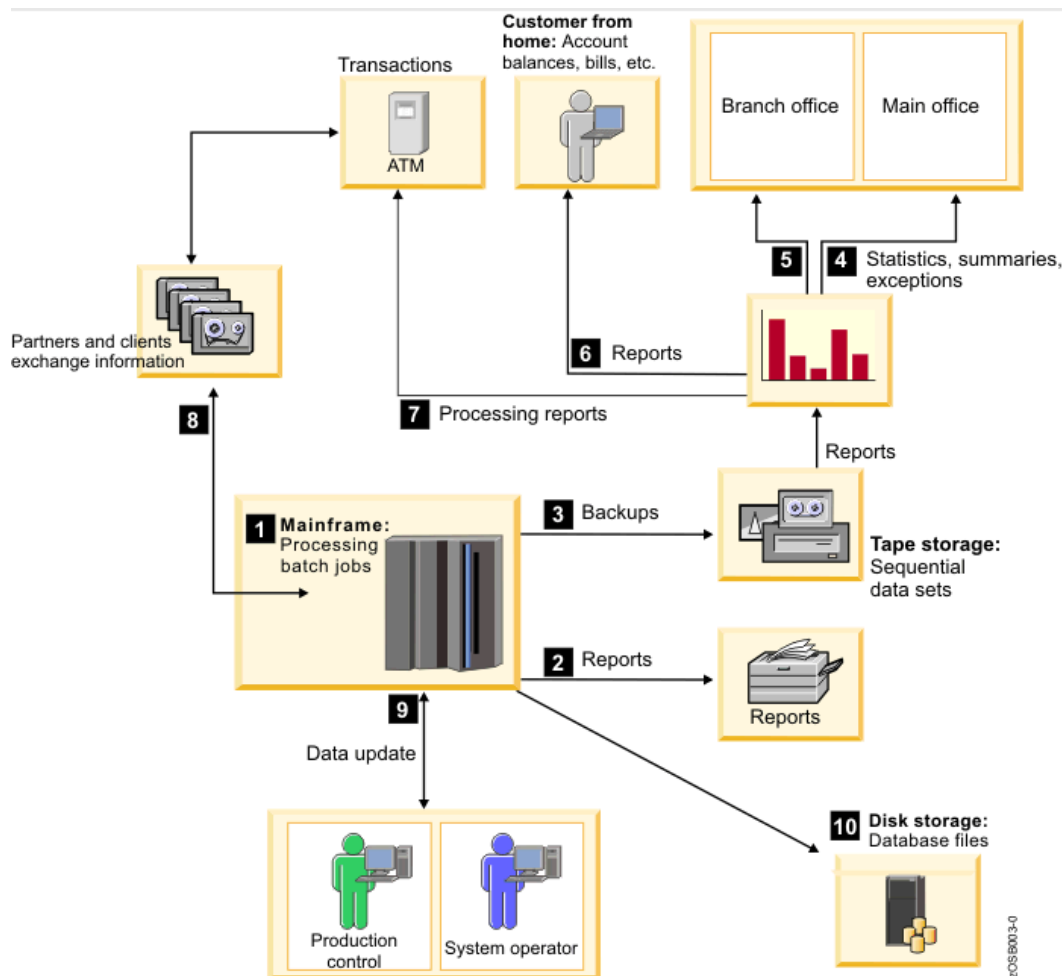 Customer from
home: Account
balances, bills, etc.
Transactions
ATM
Branch office
Main office
5
4
Statistics, summaries,
exceptions
Partners and clients
exchange information
6
Reports
7
Processing reports
8
Reports
1
Mainframe:
Processing
batch jobs
3
Backups
Tape storage:
Sequential
data sets
2
Reports
Reports
9
Data update
10
Disk storage:
Database files
Production
control
System operator
zOSB003-0